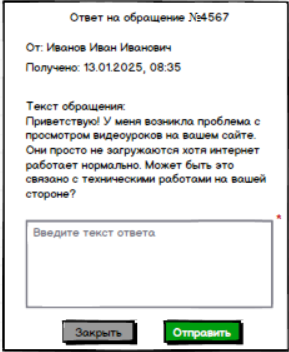 Ответ на обращение №4567
От: Иванов Иван Иванович
Получено: 13.01.2025, 08:35
Текст обращения:
Приветствую! У меня возникла проблема с
просмотром видеоуроков на вашем сайте.
Они просто не загружаются хотя интернет
работает нормально. Может быть это
связано с техническими работами на вашей
стороне?
*
Введите текст ответа
Закрыть
Отправить